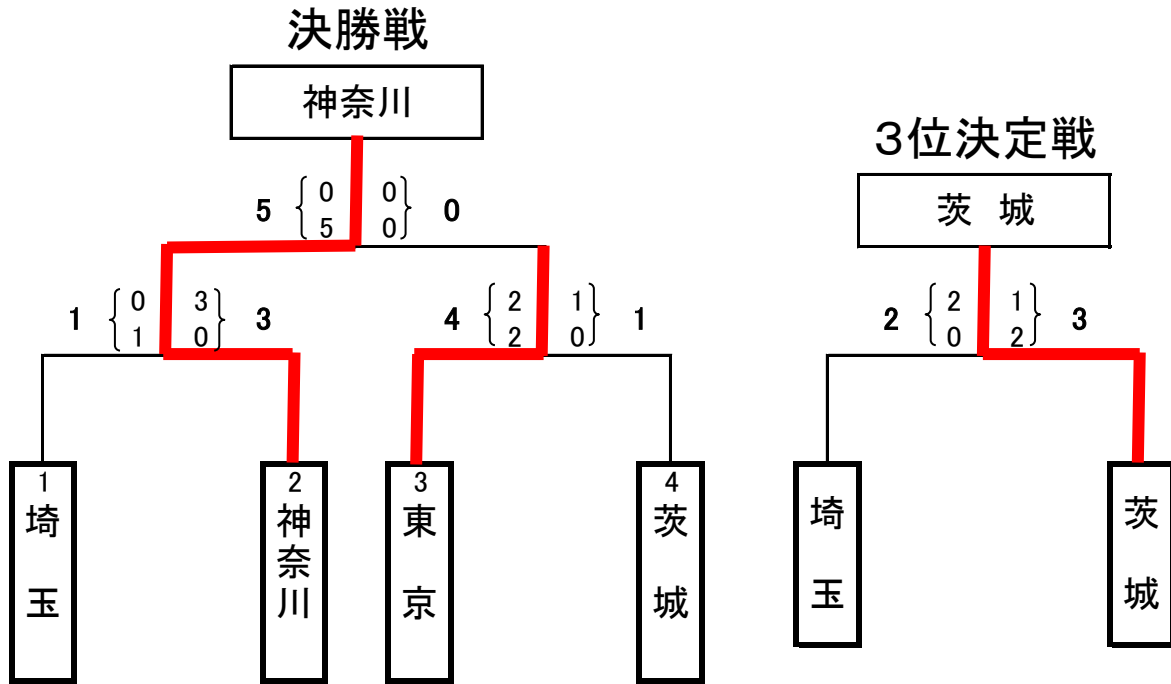 決勝戦
神奈川
5 { 0 0 } 0
5 0
3位決定戦
茨 城
1 { 0 3 } 3
1 0
4 { 2 1 } 1
2 0
2 { 2 1 } 3
0 2
1 埼玉
2 神奈川
3 東京
4 茨城
埼玉
茨城